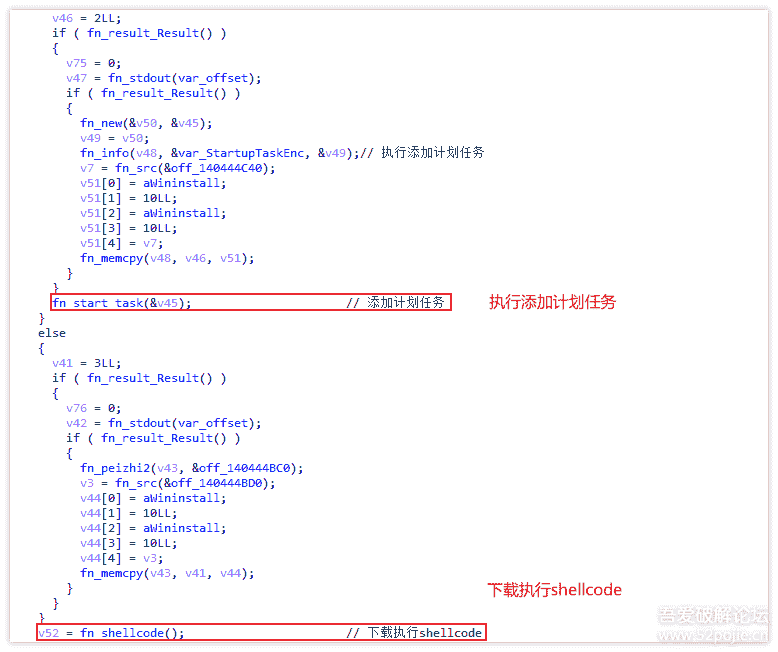 v46 = 2LL;
if ( fn_result_Result() )
{
v75 = 0;
v47 = fn_stdout(var_offset);
if ( fn_result_Result() )
{
fn_new(&v50, &v45);
v49 = v50;
fn_info(v48, &var_StartupTaskEnc, &v49);// 执行添加计划任务
v7 = fn_src(&off_140444C40);
v51[0] = aWininstall;
v51[1] = 10LL;
v51[2] = aWininstall;
v51[3] = 10LL;
v51[4] = v7;
fn_memcpy(v48, v46, v51);
}
}
fn_start_task(&v45); // 添加计划任务 执行添加计划任务
}
else
{
v41 = 3LL;
if ( fn_result_Result() )
{
v76 = 0;
v42 = fn_stdout(var_offset);
if ( fn_result_Result() )
{
fn_peizhi2(v43, &off_140444BC0);
v3 = fn_src(&off_140444BD0);
v44[0] = aWininstall;
v44[1] = 10LL;
v44[2] = aWininstall;
v44[3] = 10LL;
v44[4] = v3;
fn_memcpy(v43, v41, v44);
}
下载执行shellcode
}
}
v52 = fn_shellcode(); // 下载执行shellcode
吾爱破解论坛
www.52pojie.cn